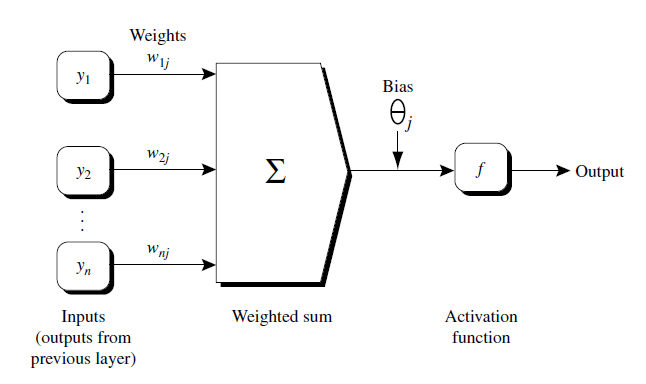 Weights
w1j
y1
Bias
θj
w2j
y2
Σ
f
Output
⋮
wnj
yn
Inputs
(outputs from
previous layer)
Weighted sum
Activation
function